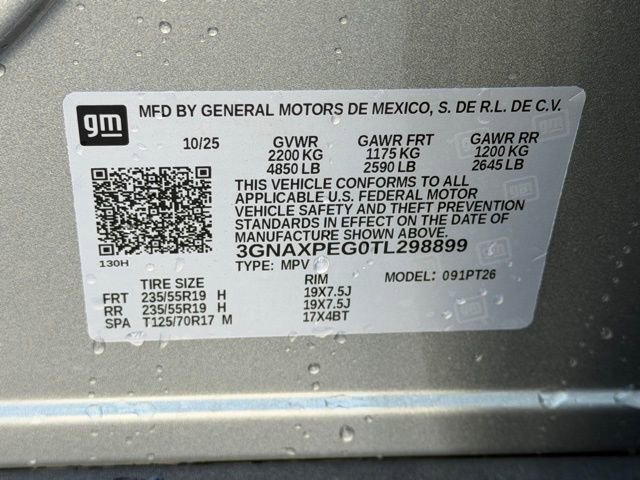 gm MFD BY GENERAL MOTORS DE MEXICO, S. DE R.L. DE C.V.
10/25 GVWR GAWR FRT GAWR RR
2200 KG 1175 KG 1200 KG
4850 LB 2590 LB 2645 LB
THIS VEHICLE CONFORMS TO ALL
APPLICABLE U.S. FEDERAL MOTOR
VEHICLE SAFETY AND THEFT PREVENTION
STANDARDS IN EFFECT ON THE DATE OF
MANUFACTURE SHOWN ABOVE.
3GNAXPEG0TL298899
130H TYPE: MPV MODEL: 091PT26
TIRE SIZE RIM
FRT 235/55R19 H 19X7.5J
RR 235/55R19 H 19X7.5J
SPA T125/70R17 M 17X4BT